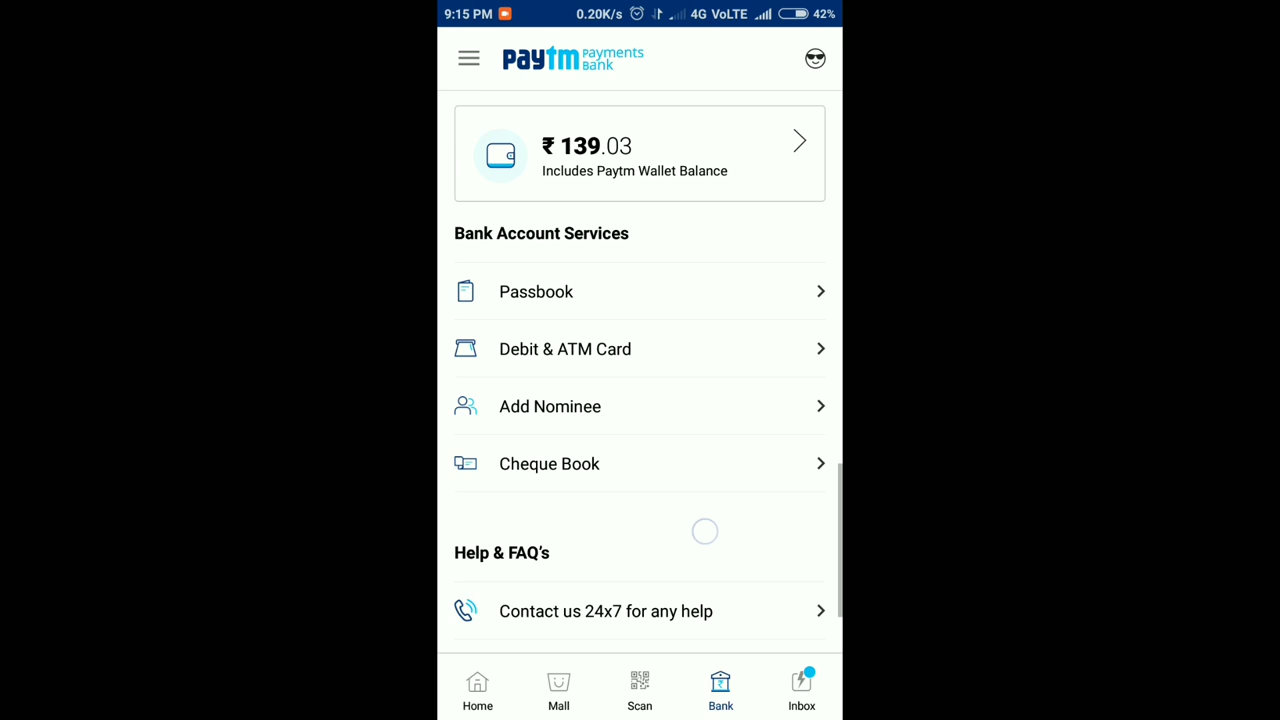 9:15 PM 0.20K/s 4G VoLTE 42%
paytm Payments Bank
₹ 139.03
Includes Paytm Wallet Balance
Bank Account Services
Passbook
Debit & ATM Card
Add Nominee
Cheque Book
Help & FAQ’s
Contact us 24x7 for any help
Home Mall Scan Bank Inbox